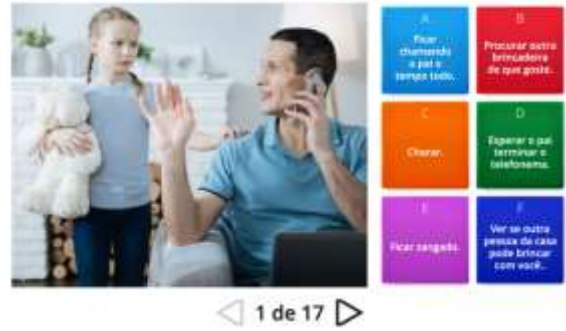 A
Ficar
chamando
o pai o
tempo todo.
B
Procurar outra
brincadeira
de que goste.
C
Chorar.
D
Esperar o pai
terminar o
telefonema.
E
Ficar zangado.
F
Ver se outra
pessoa da casa
pode brincar
com você.
1 de 17